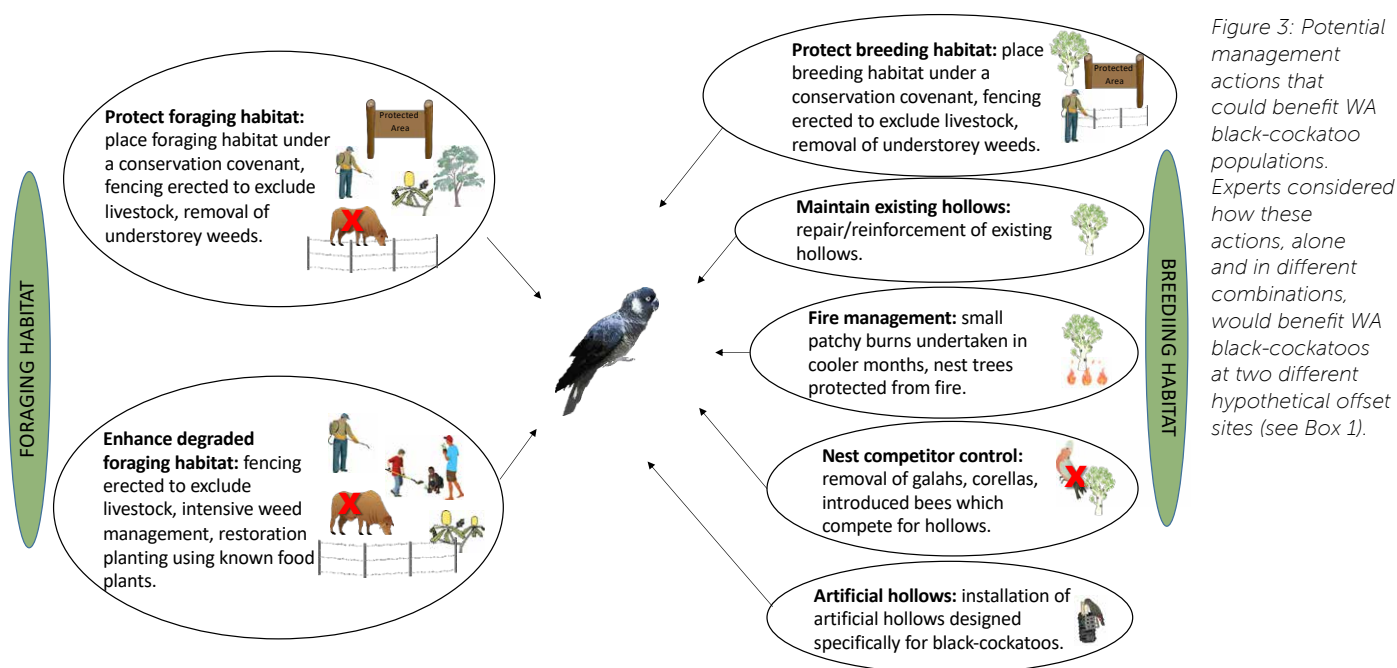 FORAGING HABITAT
Protect foraging habitat:
place foraging habitat under
a conservation covenant,
fencing erected to exclude
livestock, removal of
understorey weeds.
Protected
Area
X
Enhance degraded
foraging habitat: fencing
erected to exclude
livestock, intensive weed
management, restoration
planting using known food
plants.
X
Protect breeding habitat: place
breeding habitat under a
conservation covenant, fencing
erected to exclude livestock,
removal of understorey weeds.
Protected
Area
Maintain existing hollows:
repair/reinforcement of existing
hollows.
Fire management: small
patchy burns undertaken in
cooler months, nest trees
protected from fire.
Nest competitor control:
removal of galahs, corellas,
introduced bees which
compete for hollows.
X
Artificial hollows: installation of
artificial hollows designed
specifically for black-cockatoos.
BREEDIING HABITAT
Figure 3: Potential
management
actions that
could benefit WA
black-cockatoo
populations.
Experts considered
how these
actions, alone
and in different
combinations,
would benefit WA
black-cockatoos
at two different
hypothetical offset
sites (see Box 1).